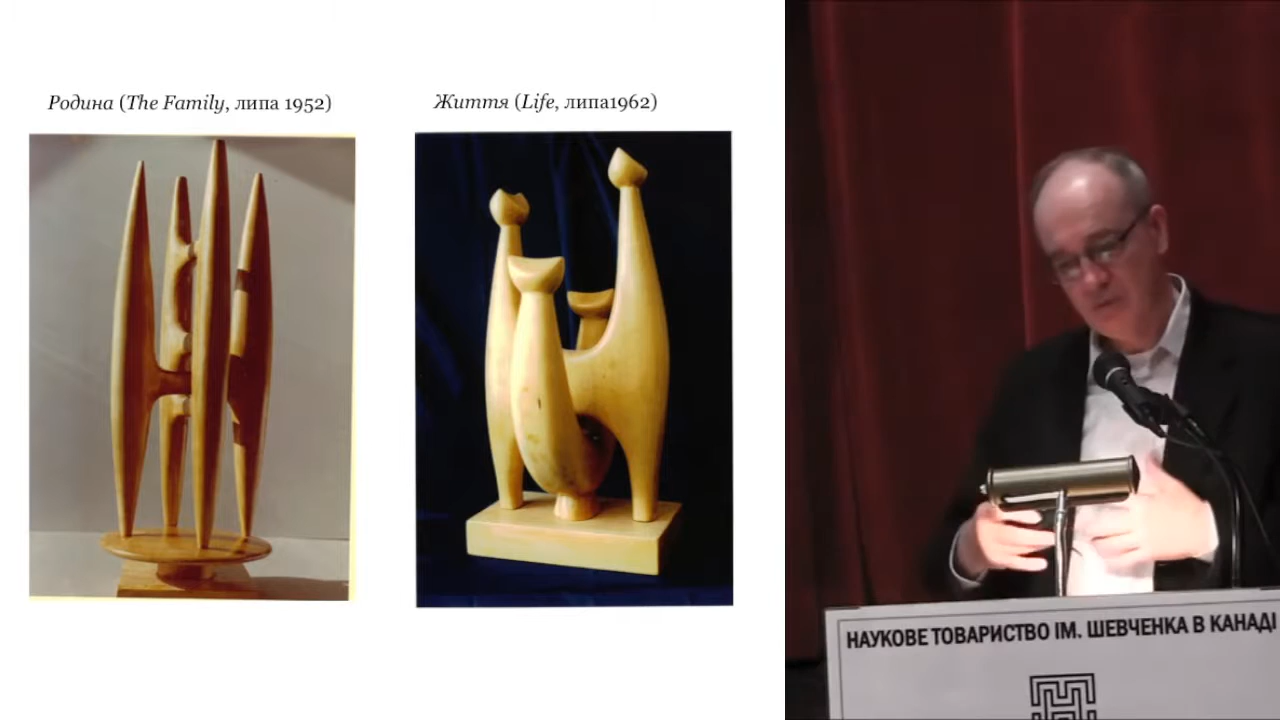 Родина (The Family, липа 1952)
Життя (Life, липа1962)
НАУКОВЕ ТОВАРИСТВО ІМ. ШЕВЧЕНКА В КАНАДІ